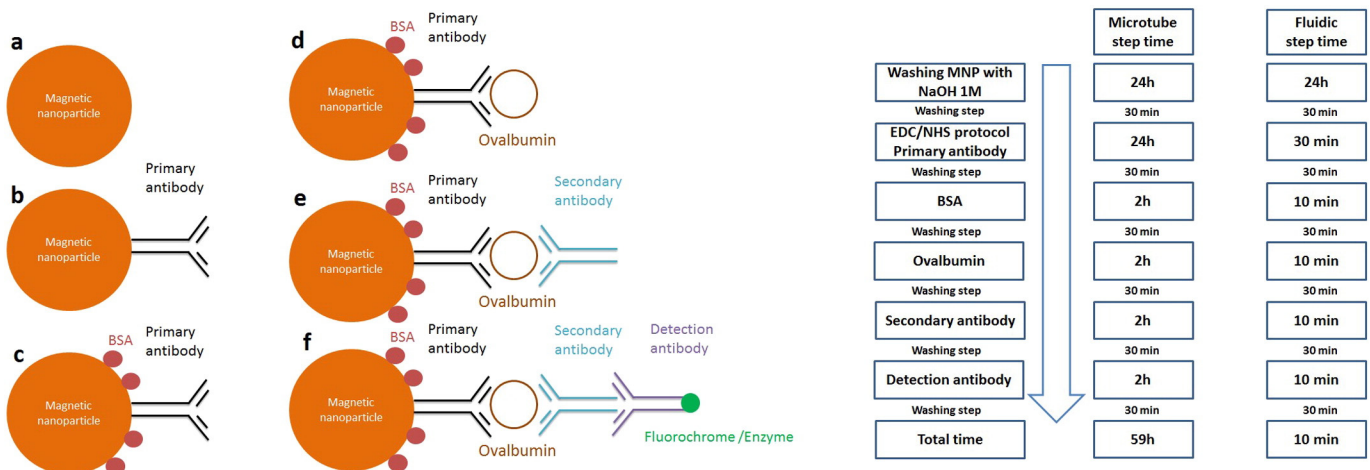 a
Magnetic
nanoparticle
b
Primary
antibody
Magnetic
nanoparticle
c
BSA
Primary
antibody
Magnetic
nanoparticle
d
BSA
Primary
antibody
Magnetic
nanoparticle
Ovalbumin
e
BSA
Primary
antibody
Secondary
antibody
Magnetic
nanoparticle
Ovalbumin
f
BSA
Primary
antibody
Secondary
antibody
Detection
antibody
Magnetic
nanoparticle
Ovalbumin
Fluorochrome /Enzyme
Microtube
step time
Fluidic
step time
Washing MNP with
NaOH 1M
24h
24h
Washing step
30 min
30 min
EDC/NHS protocol
Primary antibody
24h
30 min
Washing step
30 min
30 min
BSA
2h
10 min
Washing step
30 min
30 min
Ovalbumin
2h
10 min
Washing step
30 min
30 min
Secondary antibody
2h
10 min
Washing step
30 min
30 min
Detection antibody
2h
10 min
Washing step
30 min
30 min
Total time
59h
10 min